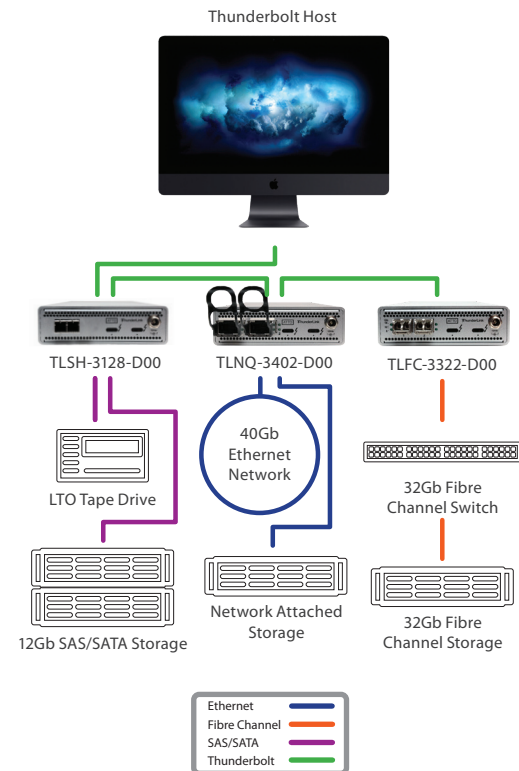 Thunderbolt Host
TLSH-3128-D00
TLNQ-3402-D00
TLFC-3322-D00
40Gb
Ethernet
Network
LTO Tape Drive
32Gb Fibre
Channel Switch
12Gb SAS/SATA Storage
Network Attached
Storage
32Gb Fibre
Channel Storage
Ethernet
Fibre Channel
SAS/SATA
Thunderbolt